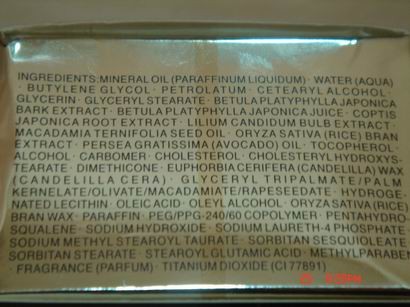 INGREDIENTS:MINERAL OIL (PARAFFINUM LIQUIDUM) · WATER (AQUA)
· BUTYLENE GLYCOL · PETROLATUM · CETEARYL ALCOHOL ·
GLYCERIN · GLYCERYL STEARATE · BETULA PLATYPHYLLA JAPONICA
BARK EXTRACT · BETULA PLATYPHYLLA JAPONICA JUICE · COPTIS
JAPONICA ROOT EXTRACT · LILIUM CANDIDUM BULB EXTRACT ·
MACADAMIA TERNIFOLIA SEED OIL · ORYZA SATIVA (RICE) BRAN
EXTRACT · PERSEA GRATISSIMA (AVOCADO) OIL · TOCOPHEROL ·
ALCOHOL · CARBOMER · CHOLESTEROL · CHOLESTERYL HYDROXYS-
TEARATE · DIMETHICONE · EUPHORBIA CERIFERA (CANDELILLA) WAX
(CANDELILLA CERA) · GLYCERYL TRIPALMATE/PALM
KERNELATE/OLIVATE/MACADAMIATE/RAPESEEDATE · HYDROGE-
NATED LECITHIN · OLEIC ACID · OLEYL ALCOHOL · ORYZA SATIVA (RICE)
BRAN WAX · PARAFFIN · PEG/PPG-240/60 COPOLYMER · PENTAHYDRO-
SQUALENE · SODIUM HYDROXIDE · SODIUM LAURETH-4 PHOSPHATE ·
SODIUM METHYL STEAROYL TAURATE · SORBITAN SESQUIOLEATE ·
SORBITAN STEARATE · STEAROYL GLUTAMIC ACID · METHYLPARABEN
· FRAGRANCE (PARFUM) · TITANIUM DIOXIDE (CI 77891)